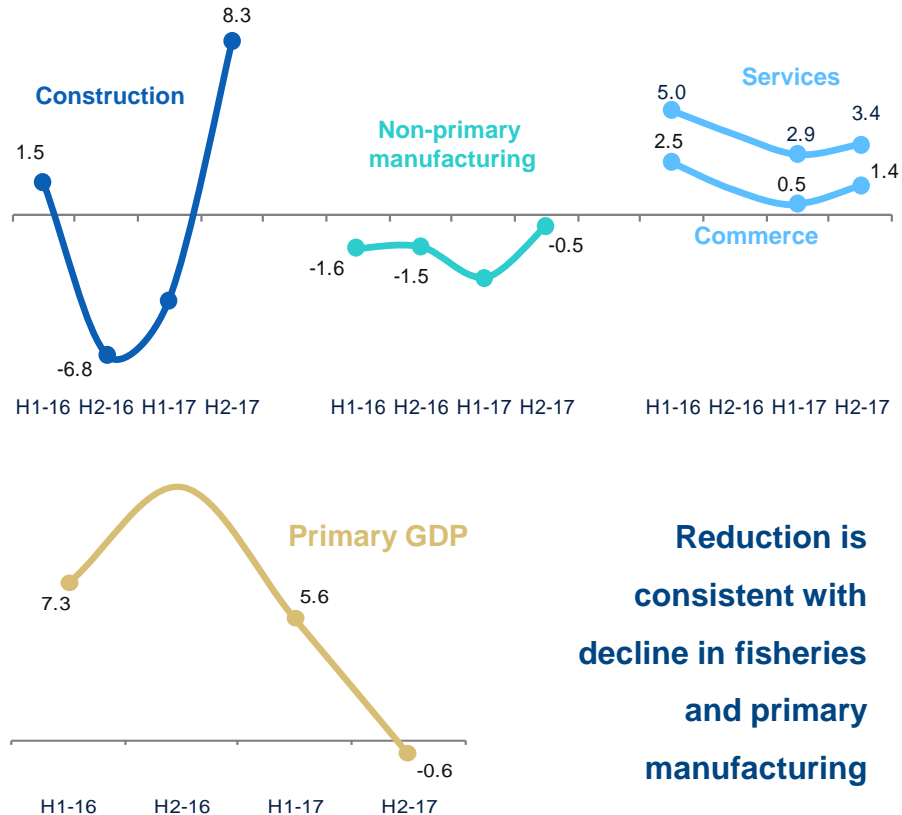 Construction
8.3
1.5
-6.8
H1-16 H2-16 H1-17 H2-17
Non-primary
manufacturing
-1.6
-1.5
-0.5
H1-16 H2-16 H1-17 H2-17
Services
5.0
2.9
3.4
2.5
0.5
1.4
Commerce
H1-16 H2-16 H1-17 H2-17
Primary GDP
7.3
5.6
-0.6
H1-16 H2-16 H1-17 H2-17
Reduction is
consistent with
decline in fisheries
and primary
manufacturing